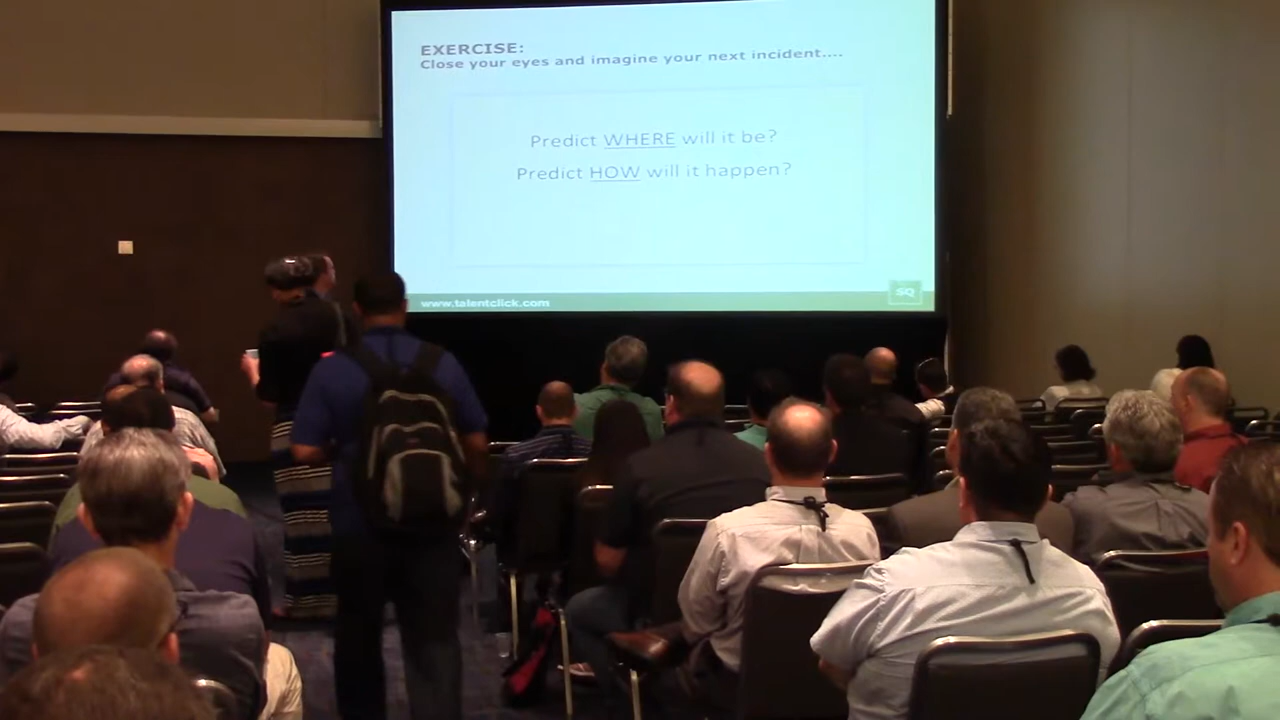 EXERCISE:
Close your eyes and imagine your next incident....
Predict WHERE will it be?
Predict HOW will it happen?
www.talentclick.com
SQ